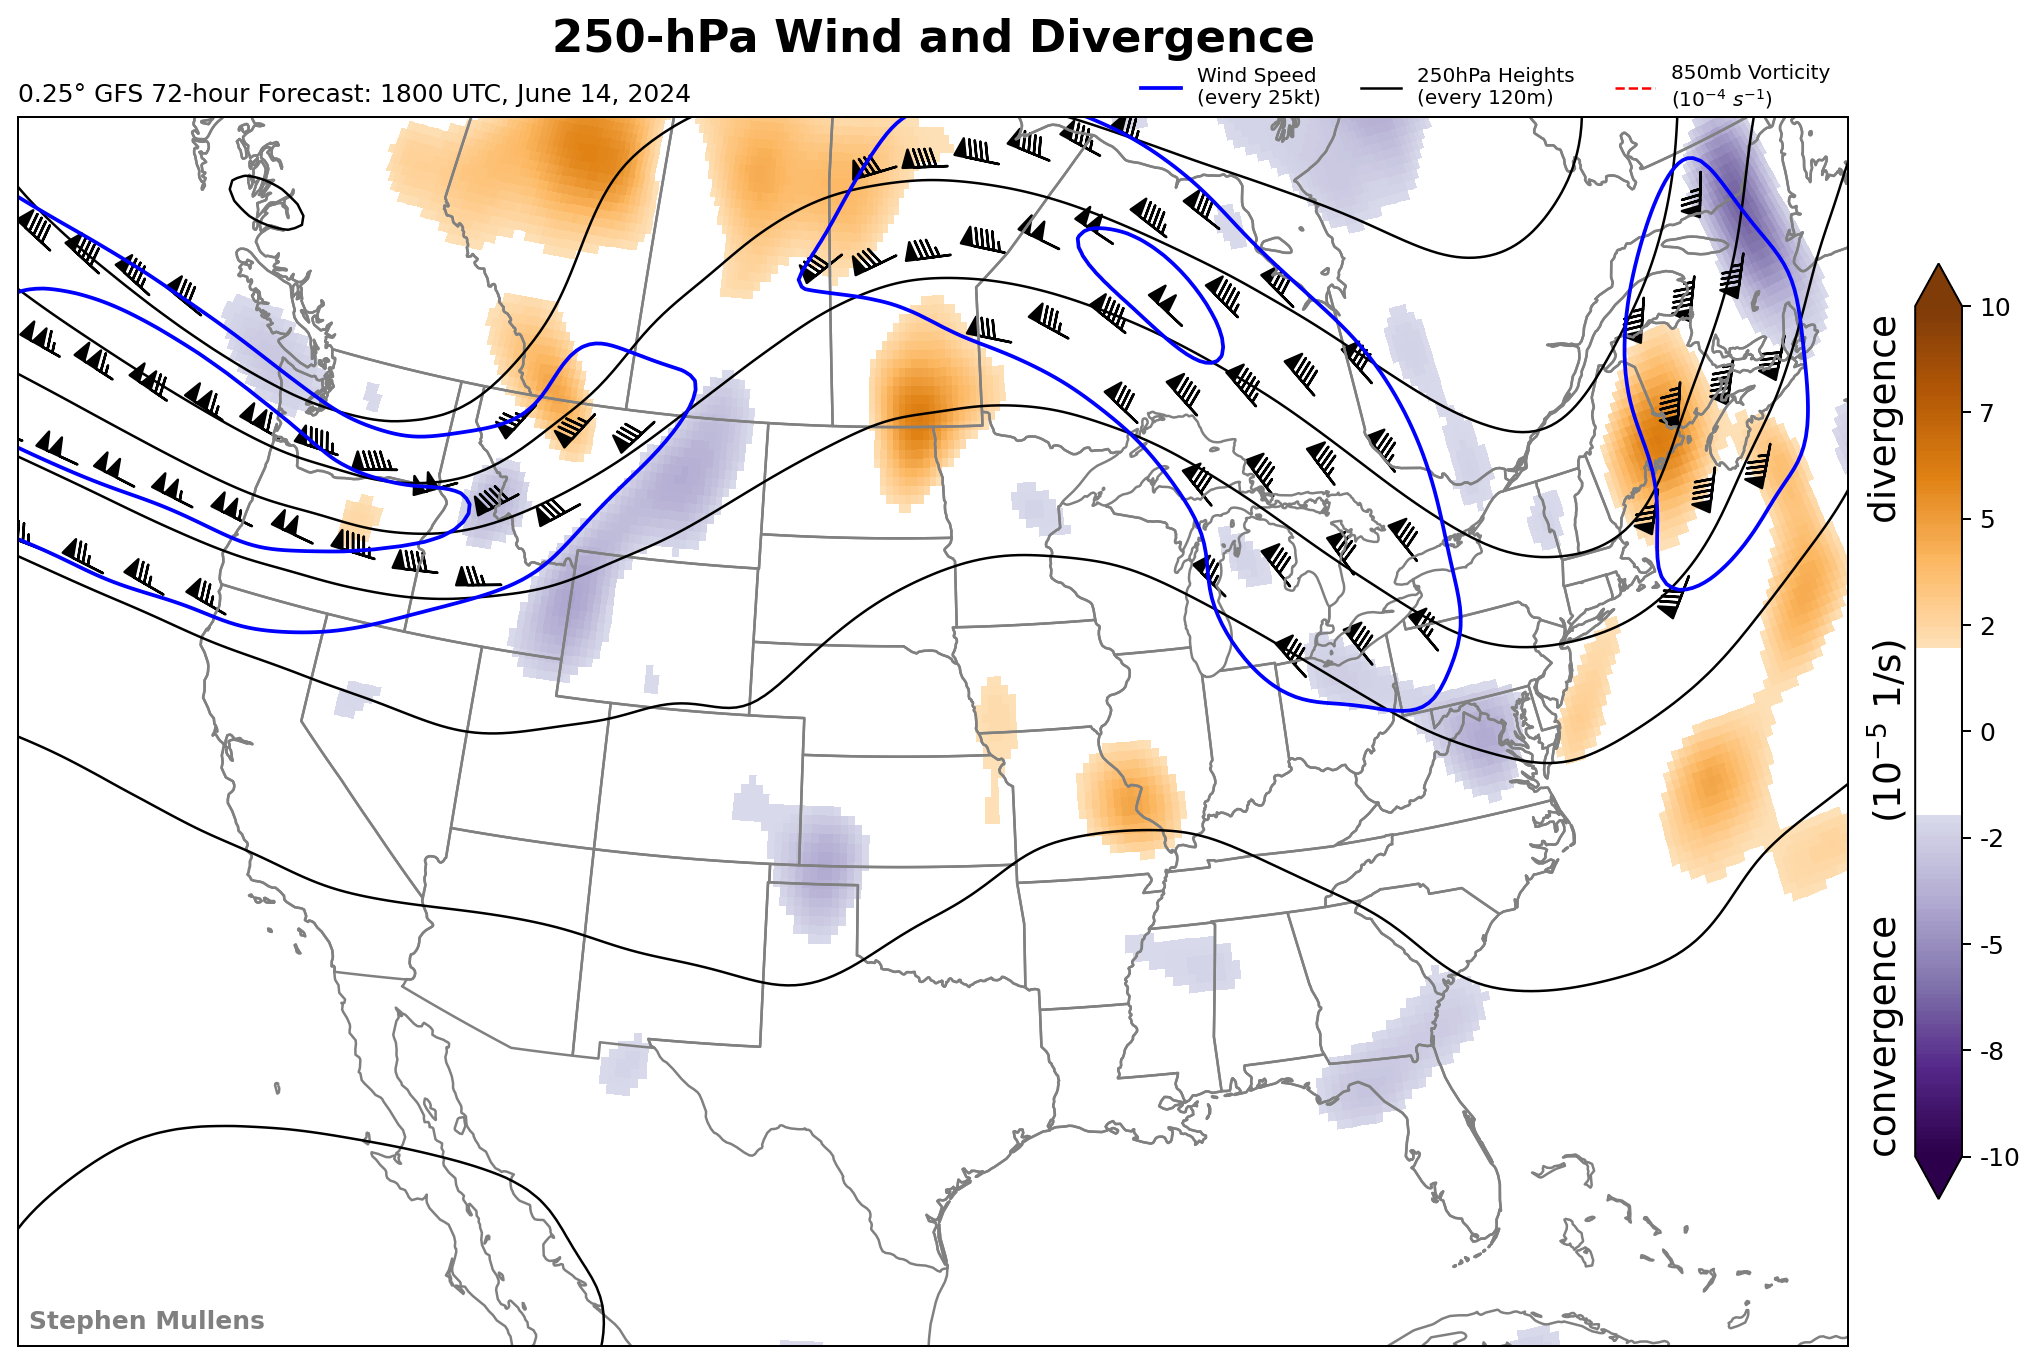 250-hPa Wind and Divergence
0.25° GFS 72-hour Forecast: 1800 UTC, June 14, 2024
Wind Speed
(every 25kt)
250hPa Heights
(every 120m)
850mb Vorticity
(10⁻⁴ s⁻¹)
10
7
5
2
0
-2
-5
-8
-10
convergence (10⁻⁵ 1/s) divergence
Stephen Mullens